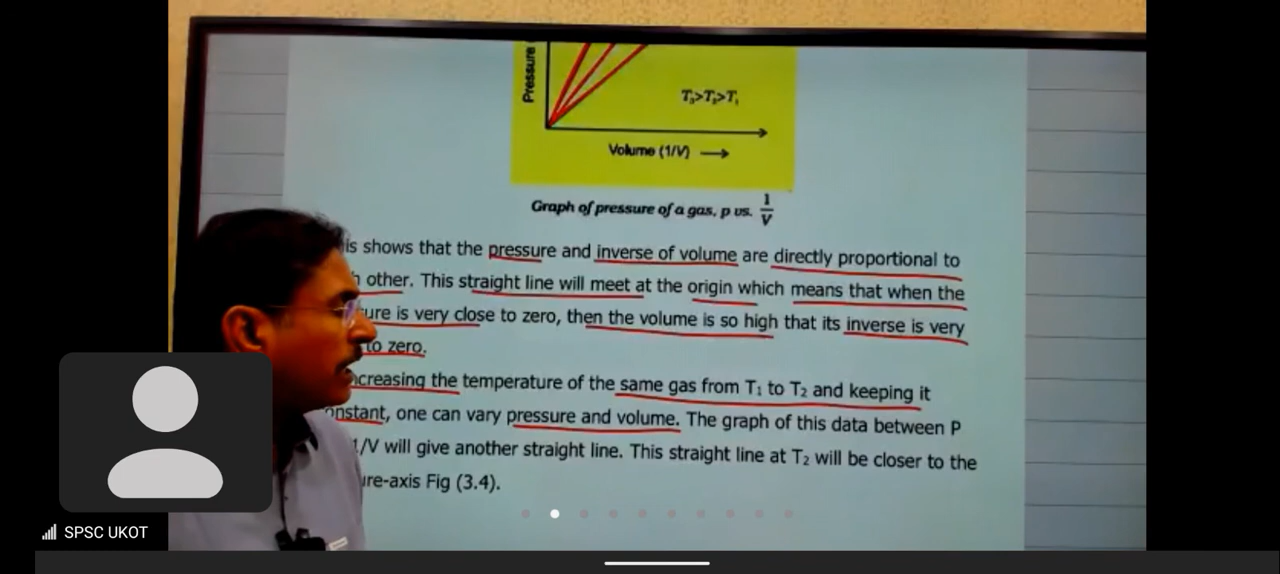 Pressure
T₃>T₂>T₁
Volume (1/V)
Graph of pressure of a gas, p vs. 1/V
is shows that the pressure and inverse of volume are directly proportional to
h other. This straight line will meet at the origin which means that when the
ure is very close to zero, then the volume is so high that its inverse is very
to zero.
creasing the temperature of the same gas from T₁ to T₂ and keeping it
onstant, one can vary pressure and volume. The graph of this data between P
1/V will give another straight line. This straight line at T₂ will be closer to the
ure-axis Fig (3.4).
SPSC UKOT